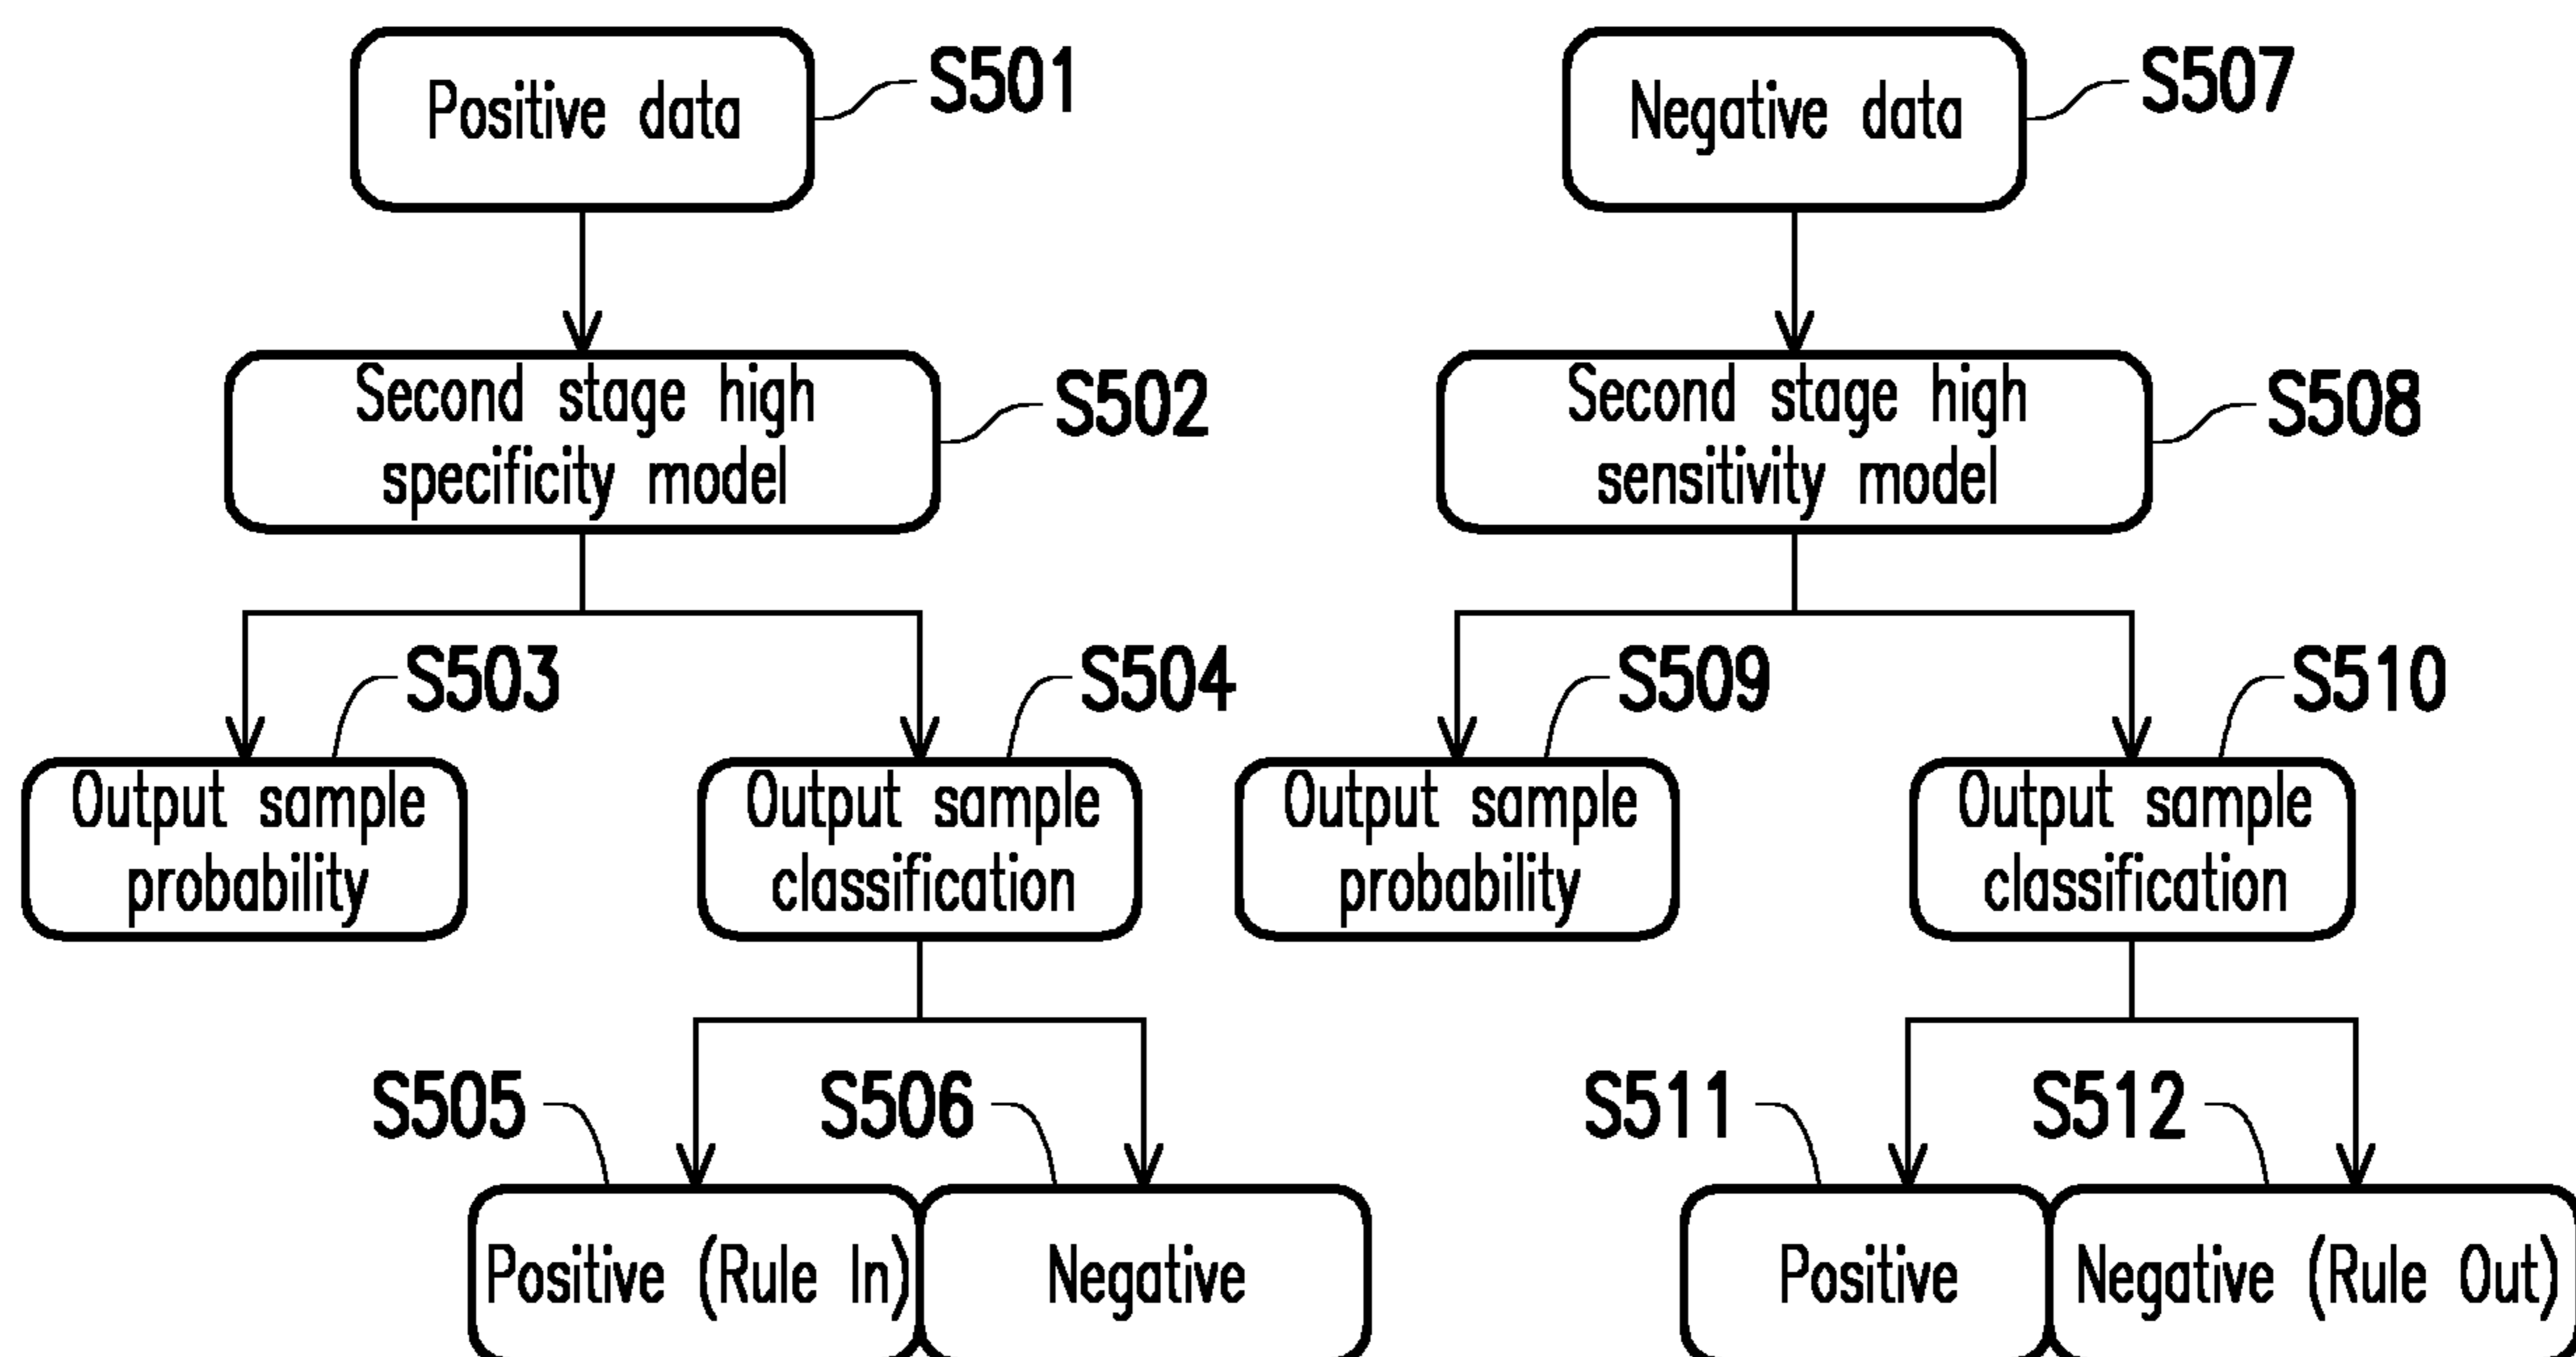 Positive data
S501
Negative data
S507
Second stage high
specificity model
S502
Second stage high
sensitivity model
S508
S503
S504
S509
S510
Output sample
probability
Output sample
classification
Output sample
probability
Output sample
classification
S505
S506
S511
S512
Positive (Rule In)
Negative
Positive
Negative (Rule Out)